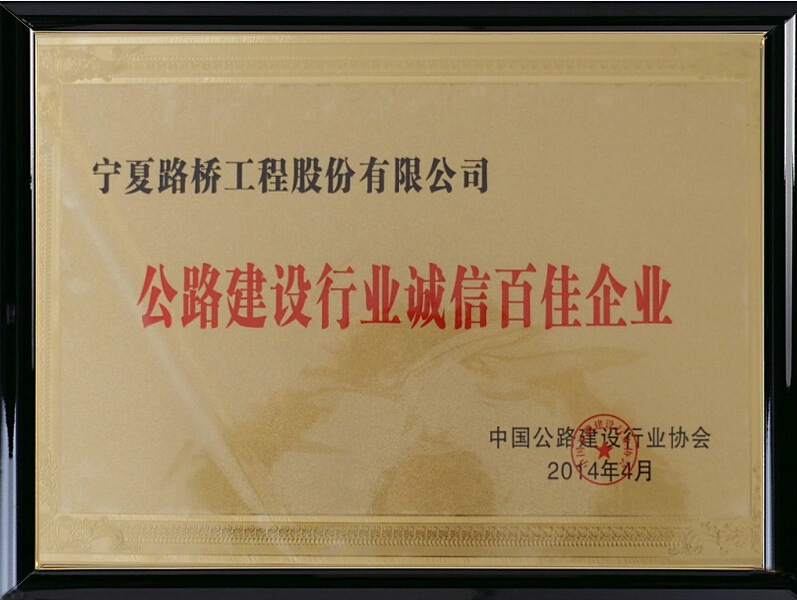 宁夏路桥工程股份有限公司
公路建设行业诚信百佳企业
中国公路建设行业协会
2014年4月